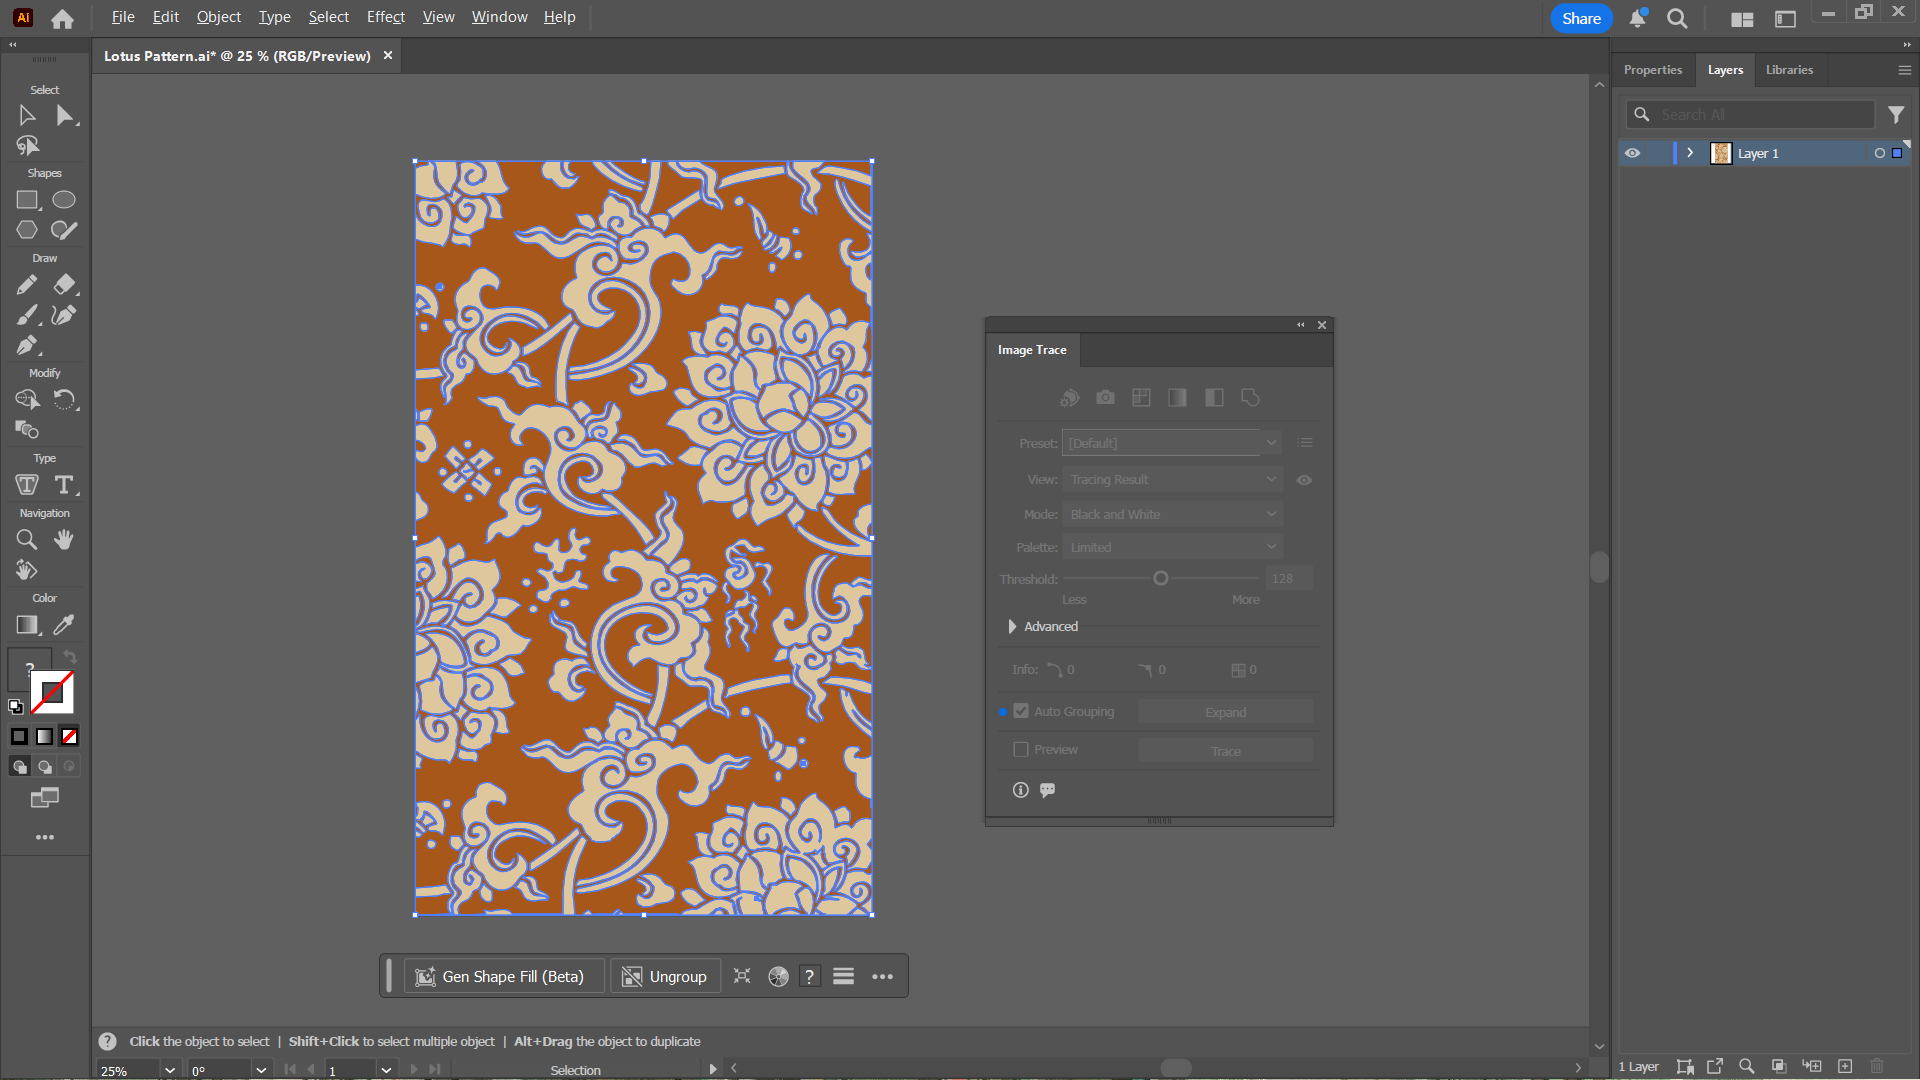 Ai File Edit Object Type Select Effect View Window Help Share
Lotus Pattern.ai* @ 25 % (RGB/Preview)
Properties Layers Libraries
Select
Search All
Layer 1
Shapes
Draw
Modify
Type
Navigation
Color
?
Image Trace
Preset: [Default]
View: Tracing Result
Mode: Black and White
Palette: Limited
Threshold: 128
Less More
Advanced
Info: 0 0 0
Auto Grouping Expand
Preview Trace
Gen Shape Fill (Beta) Ungroup ?
? Click the object to select | Shift+Click to select multiple object | Alt+Drag the object to duplicate
25% 0° 1 Selection
1 Layer